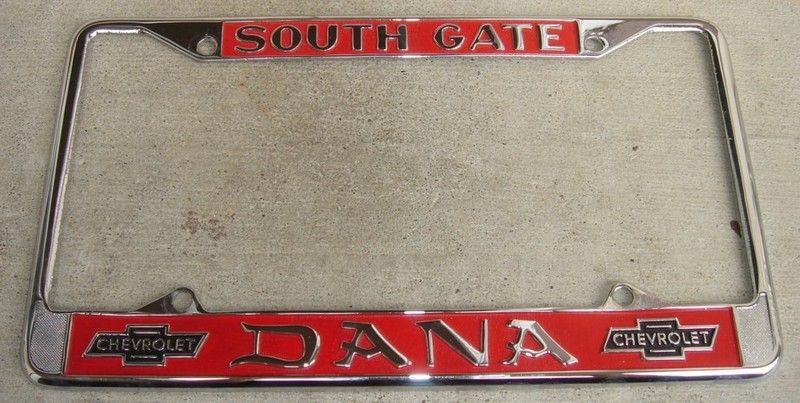 SOUTH GATE
CHEVROLET DANA CHEVROLET